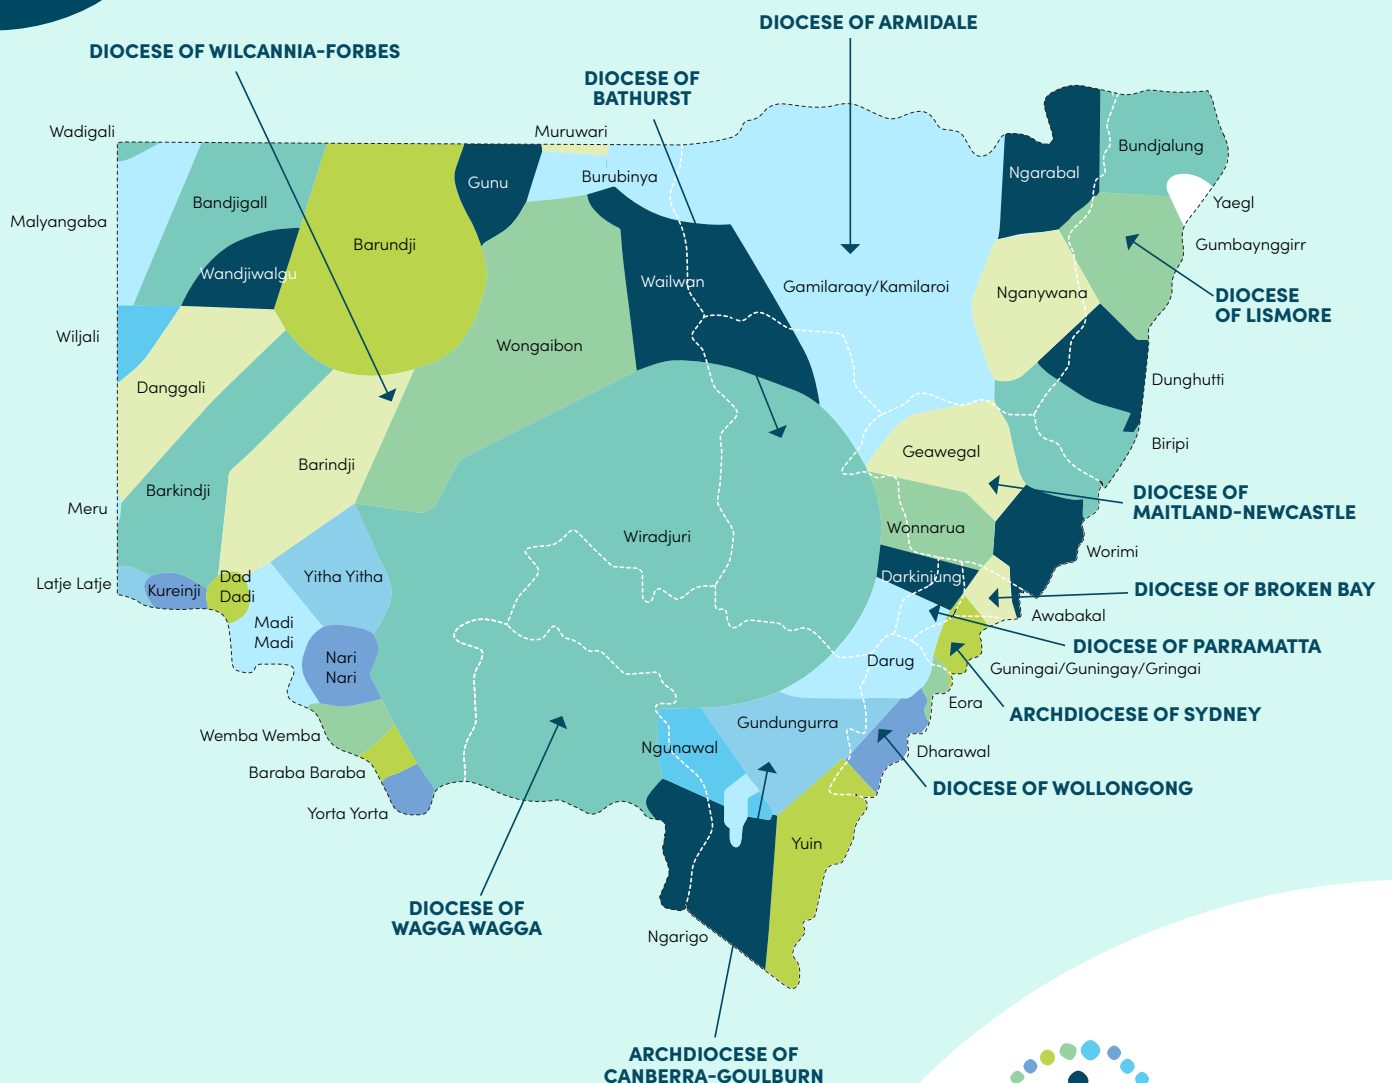 DIOCESE OF ARMIDALE
DIOCESE OF WILCANNIA-FORBES
DIOCESE OF
BATHURST
Wadigali
Muruwari
Bundjalung
Ngarabal
Burubinya
Gunu
Bandjigall
Yaegl
Malyangaba
Barundji
Gumbaynggirr
Wandjiwalgu
Wailwan
Gamilaraay/Kamilaroi
Nganywana
DIOCESE
OF LISMORE
Wiljali
Wongaibon
Danggali
Dunghutti
Biripi
Geawegal
Barindji
Barkindji
DIOCESE OF
MAITLAND-NEWCASTLE
Meru
Wonnarua
Wiradjuri
Worimi
Latje Latje
Kureinji
Dad
Dadi
Yitha Yitha
Darkinjung
DIOCESE OF BROKEN BAY
Awabakal
Madi
Madi
DIOCESE OF PARRAMATTA
Nari
Nari
Darug
Guningai/Guningay/Gringai
Eora
ARCHDIOCESE OF SYDNEY
Wemba Wemba
Gundungurra
Ngunawal
Dharawal
Baraba Baraba
DIOCESE OF WOLLONGONG
Yorta Yorta
Yuin
DIOCESE OF
WAGGA WAGGA
Ngarigo
ARCHDIOCESE OF
CANBERRA-GOULBURN